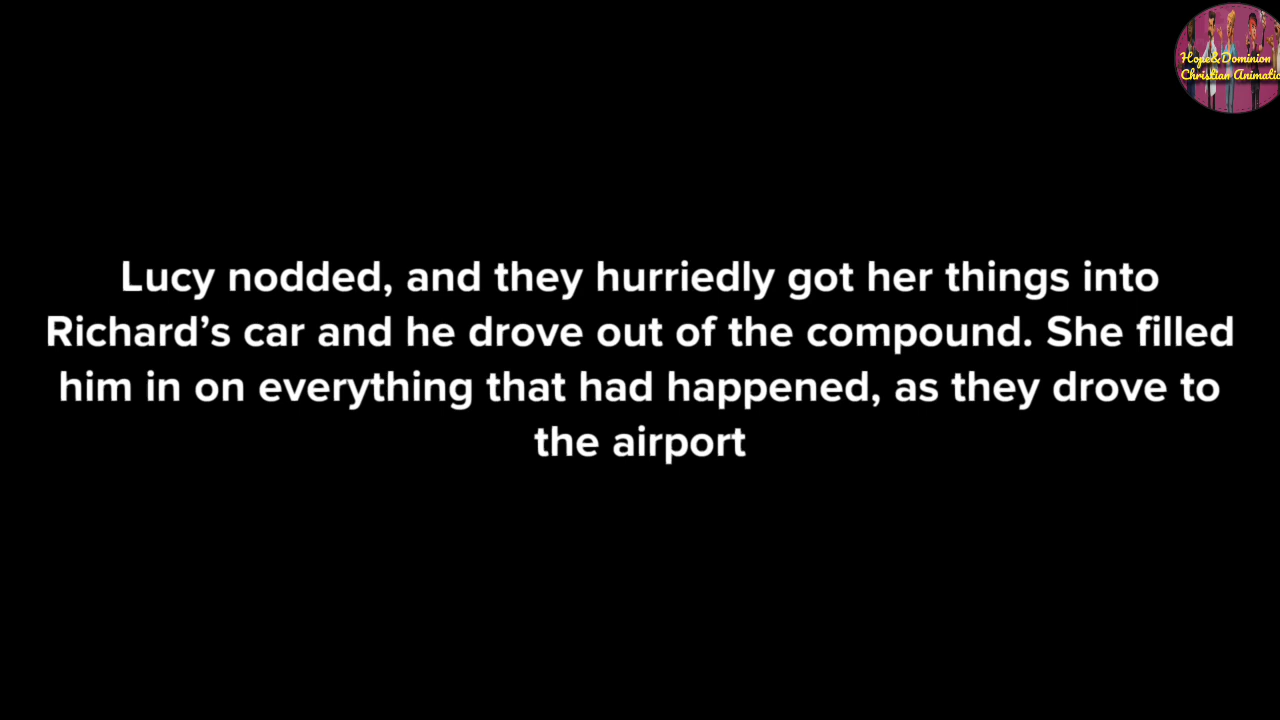 Hope&Dominion
Christian Animatio
Lucy nodded, and they hurriedly got her things into
Richard’s car and he drove out of the compound. She filled
him in on everything that had happened, as they drove to
the airport